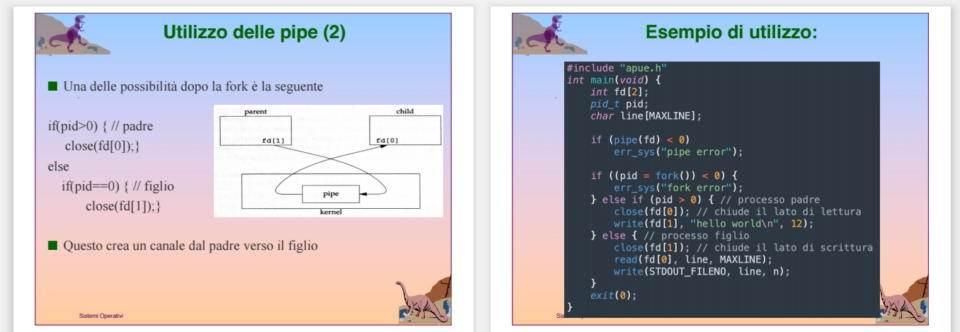 Utilizzo delle pipe (2)
Una delle possibilità dopo la fork è la seguente
if(pid>0) { // padre
close(fd[0]);}
else
if(pid==0) { // figlio
close(fd[1]);}
parent
child
fd[1]
fd[0]
pipe
kernel
Questo crea un canale dal padre verso il figlio
Sistemi Operativi
Esempio di utilizzo:
#include "apue.h"
int main(void) {
int fd[2];
pid_t pid;
char line[MAXLINE];
if (pipe(fd) < 0)
err_sys("pipe error");
if ((pid = fork()) < 0) {
err_sys("fork error");
} else if (pid > 0) { // processo padre
close(fd[0]); // chiude il lato di lettura
write(fd[1], "hello world\n", 12);
} else { // processo figlio
close(fd[1]); // chiude il lato di scrittura
read(fd[0], line, MAXLINE);
write(STDOUT_FILENO, line, n);
}
exit(0);
}